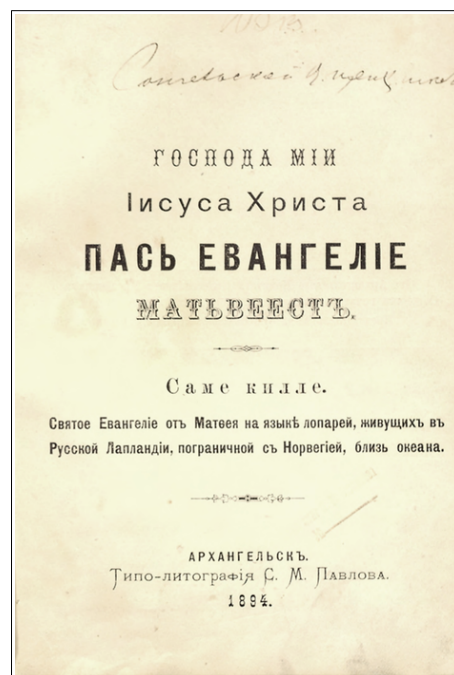 ГОСПОДА МІИ
Іисуса Христа
ПАСЬ ЕВАНГЕЛІЕ
МАТЬВЕЕСТЪ.
Саме килле.
Святое Евангеліе отъ Матѳея на языкѣ лопарей, живущихъ въ
Русской Лапландіи, пограничной съ Норвегіей, близь океана.
АРХАНГЕЛЬСКЪ.
Типо-литографія С. М. Павлова.
1894.